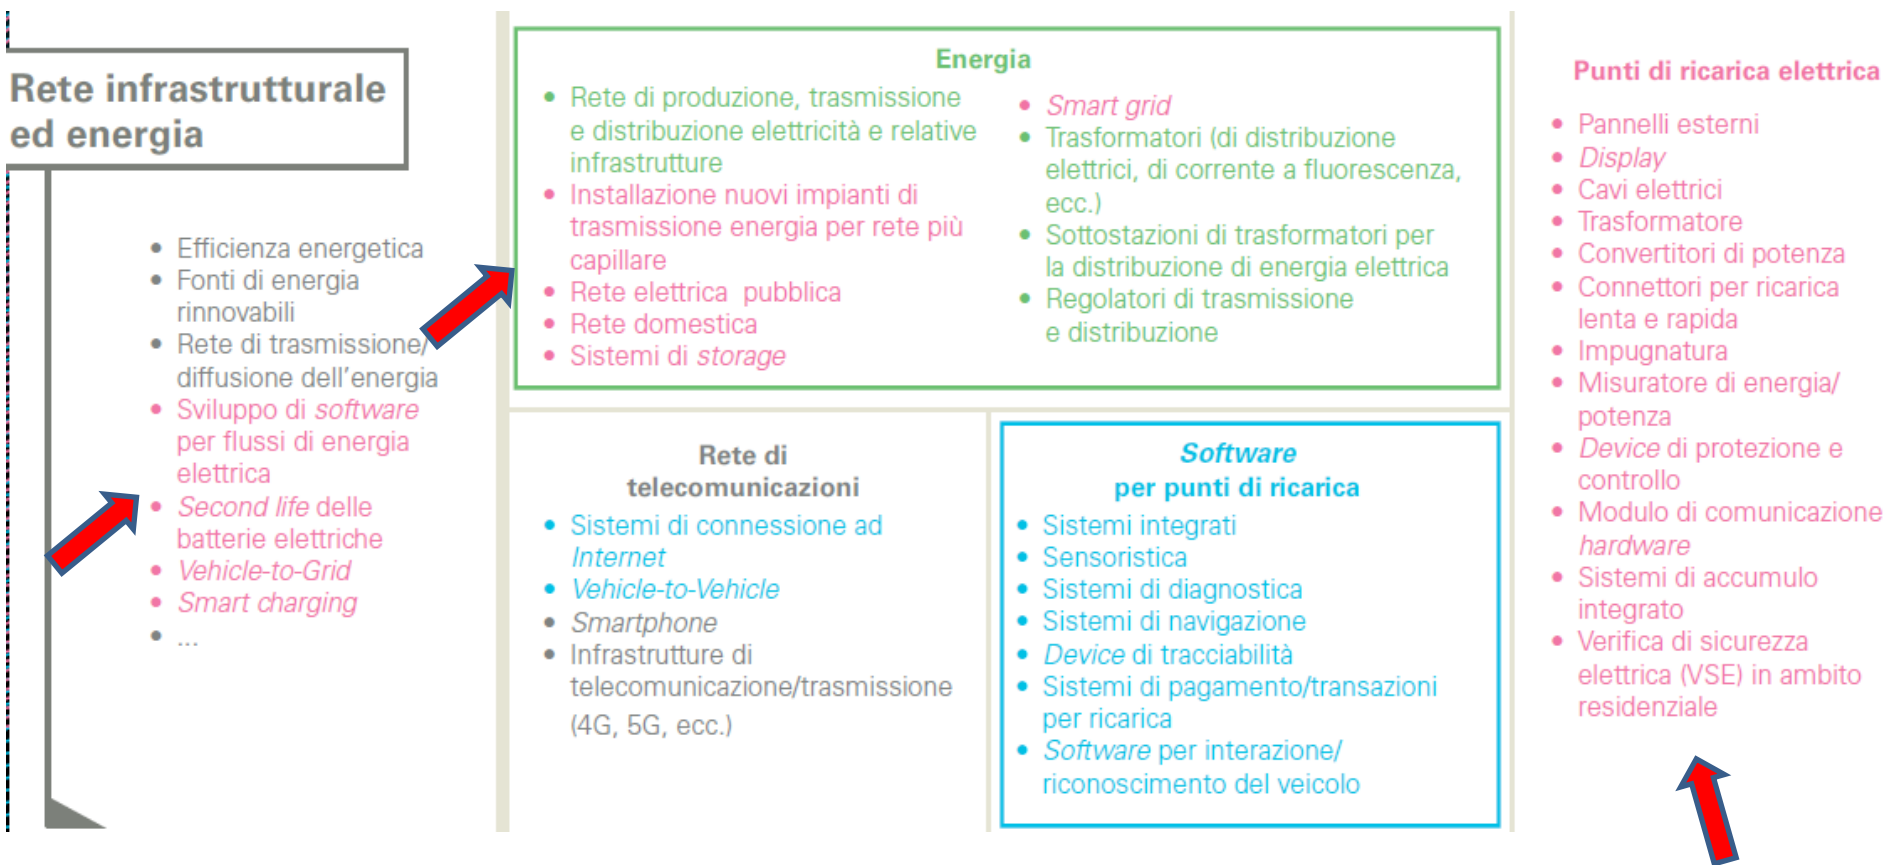 Rete infrastrutturale
ed energia
• Efficienza energetica
• Fonti di energia
rinnovabili
• Rete di trasmissione/
diffusione dell'energia
• Sviluppo di software
per flussi di energia
elettrica
• Second life delle
batterie elettriche
• Vehicle-to-Grid
• Smart charging
• ...
Energia
• Rete di produzione, trasmissione
e distribuzione elettricità e relative
infrastrutture
• Installazione nuovi impianti di
trasmissione energia per rete più
capillare
• Rete elettrica pubblica
• Rete domestica
• Sistemi di storage
• Smart grid
• Trasformatori (di distribuzione
elettrici, di corrente a fluorescenza,
ecc.)
• Sottostazioni di trasformatori per
la distribuzione di energia elettrica
• Regolatori di trasmissione
e distribuzione
Rete di
telecomunicazioni
• Sistemi di connessione ad
Internet
• Vehicle-to-Vehicle
• Smartphone
• Infrastrutture di
telecomunicazione/trasmissione
(4G, 5G, ecc.)
Software
per punti di ricarica
• Sistemi integrati
• Sensoristica
• Sistemi di diagnostica
• Sistemi di navigazione
• Device di tracciabilità
• Sistemi di pagamento/transazioni
per ricarica
• Software per interazione/
riconoscimento del veicolo
Punti di ricarica elettrica
• Pannelli esterni
• Display
• Cavi elettrici
• Trasformatore
• Convertitori di potenza
• Connettori per ricarica
lenta e rapida
• Impugnatura
• Misuratore di energia/
potenza
• Device di protezione e
controllo
• Modulo di comunicazione
hardware
• Sistemi di accumulo
integrato
• Verifica di sicurezza
elettrica (VSE) in ambito
residenziale